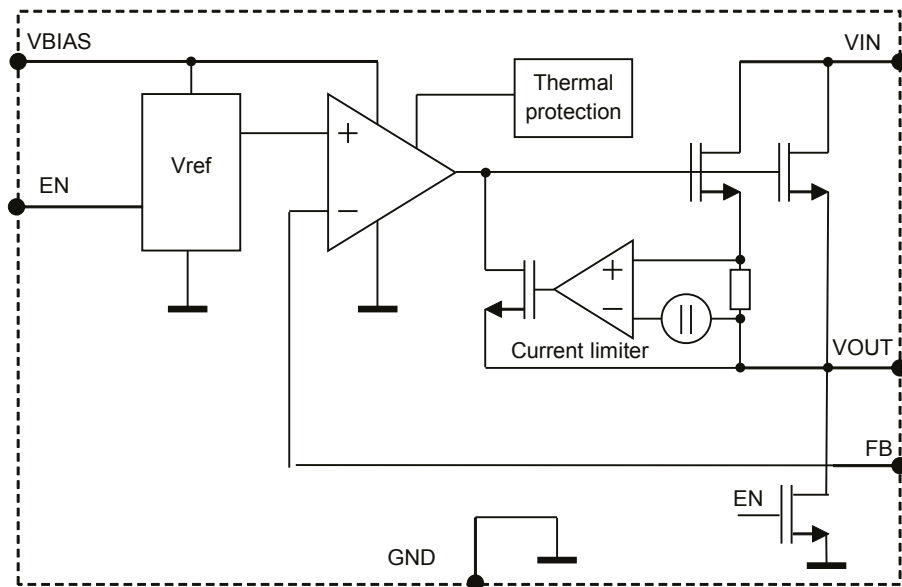 VBIAS
VIN
Thermal
protection
+
Vref
EN
−
+
−
Current limiter
VOUT
FB
EN
GND